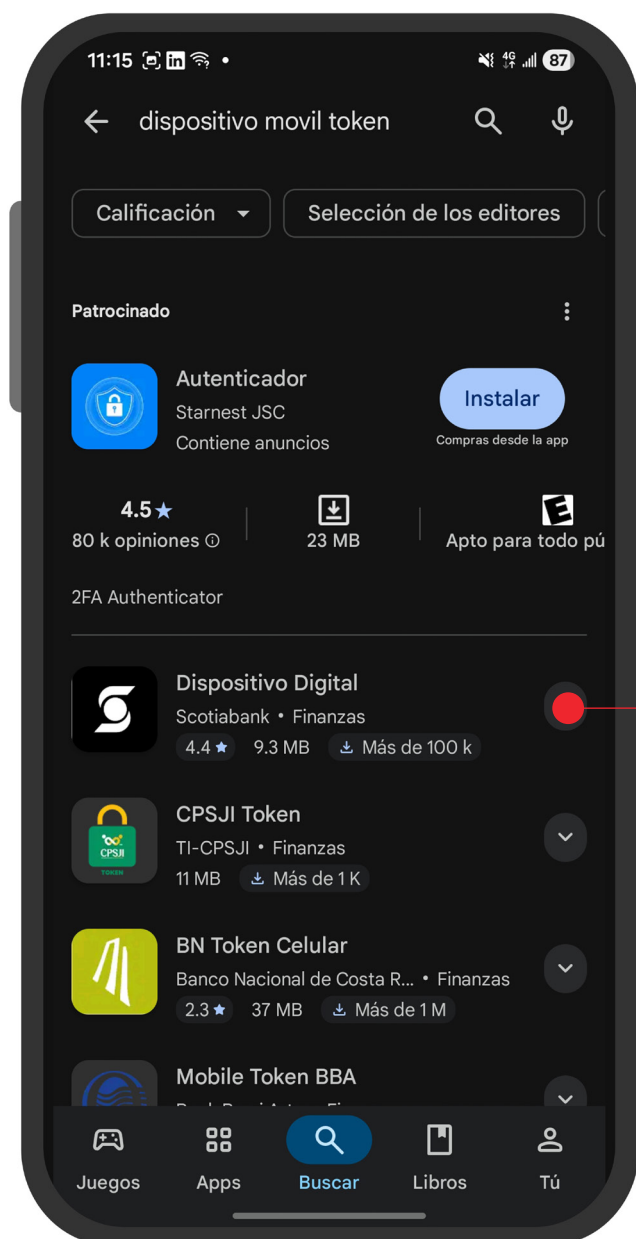 11:15 in 4G 87
dispositivo movil token
Calificación Selección de los editores
Patrocinado
Autenticador
Starnest JSC
Contiene anuncios
Instalar
Compras desde la app
4.5★ E
80 k opiniones 23 MB Apto para todo pú
2FA Authenticator
Dispositivo Digital
Scotiabank • Finanzas
4.4★ 9.3 MB Más de 100 k
CPSJI
TOKEN
CPSJI Token
TI-CPSJI • Finanzas
11 MB Más de 1 K
BN Token Celular
Banco Nacional de Costa R... • Finanzas
2.3★ 37 MB Más de 1 M
Mobile Token BBA
Juegos Apps Buscar Libros Tú